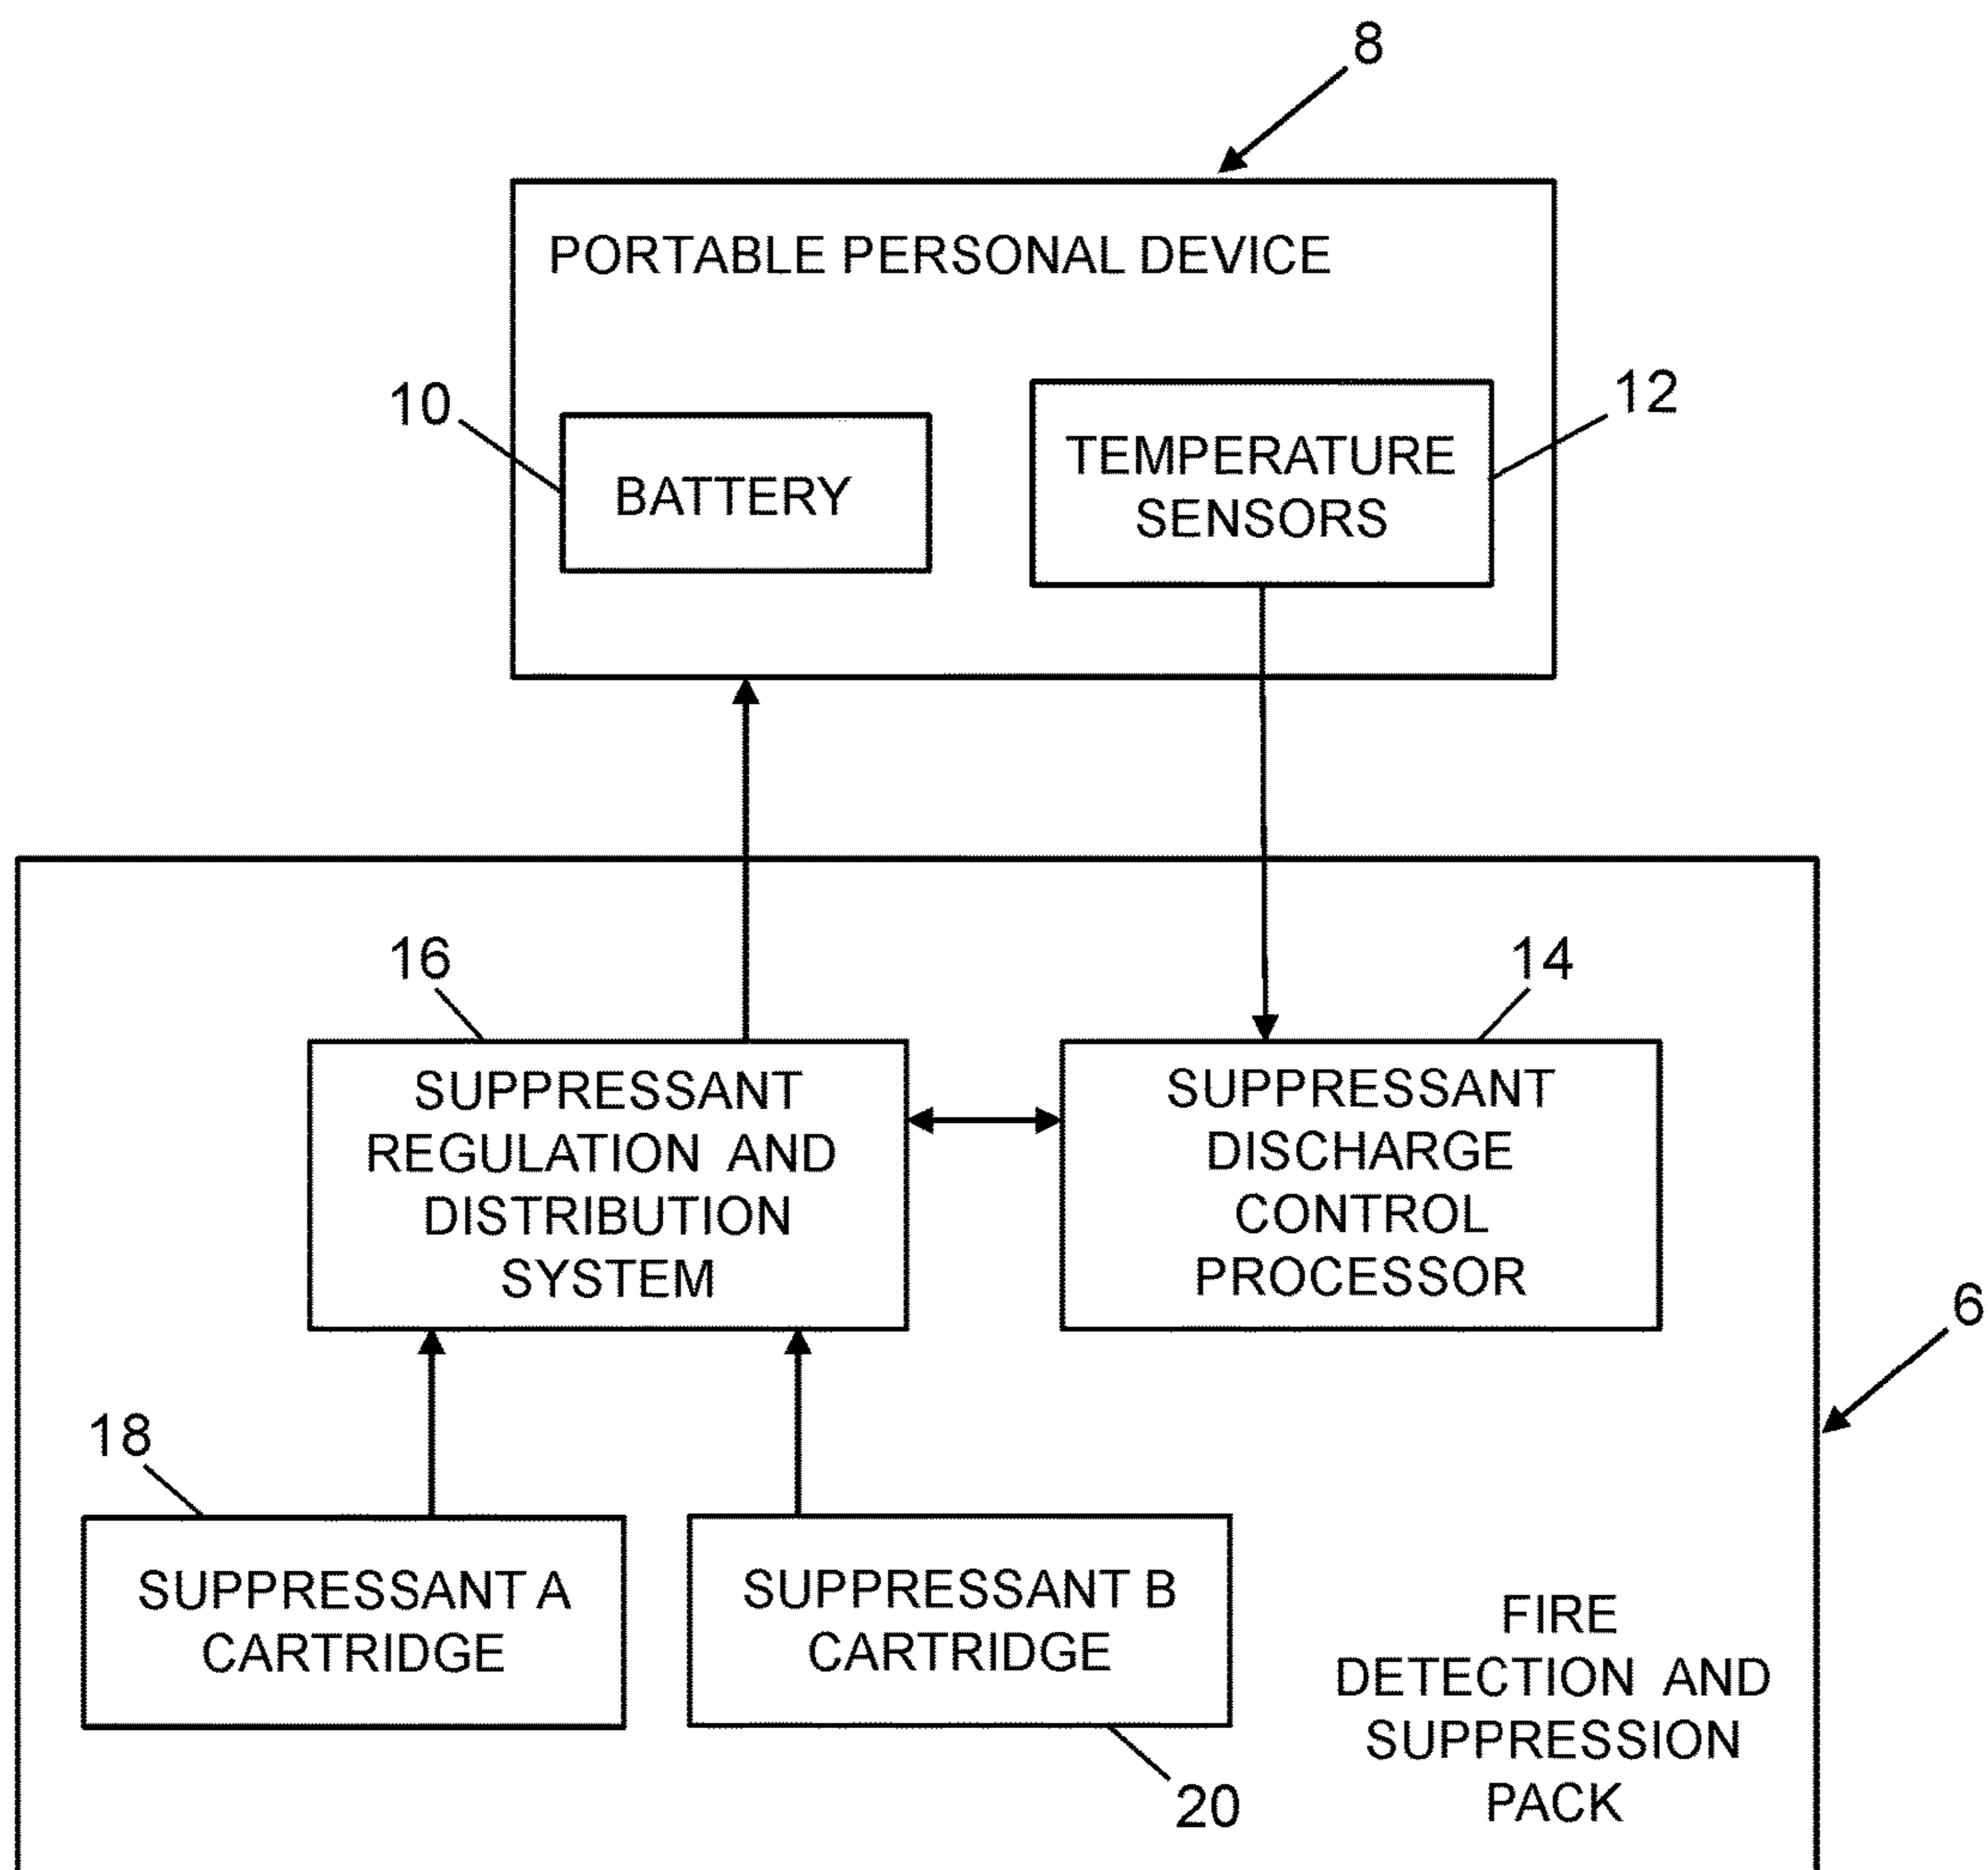 8
PORTABLE PERSONAL DEVICE
10
BATTERY
TEMPERATURE
SENSORS
12
16
SUPPRESSANT
REGULATION AND
DISTRIBUTION
SYSTEM
14
SUPPRESSANT
DISCHARGE
CONTROL
PROCESSOR
6
18
SUPPRESSANT A
CARTRIDGE
SUPPRESSANT B
CARTRIDGE
20
FIRE
DETECTION AND
SUPPRESSION
PACK